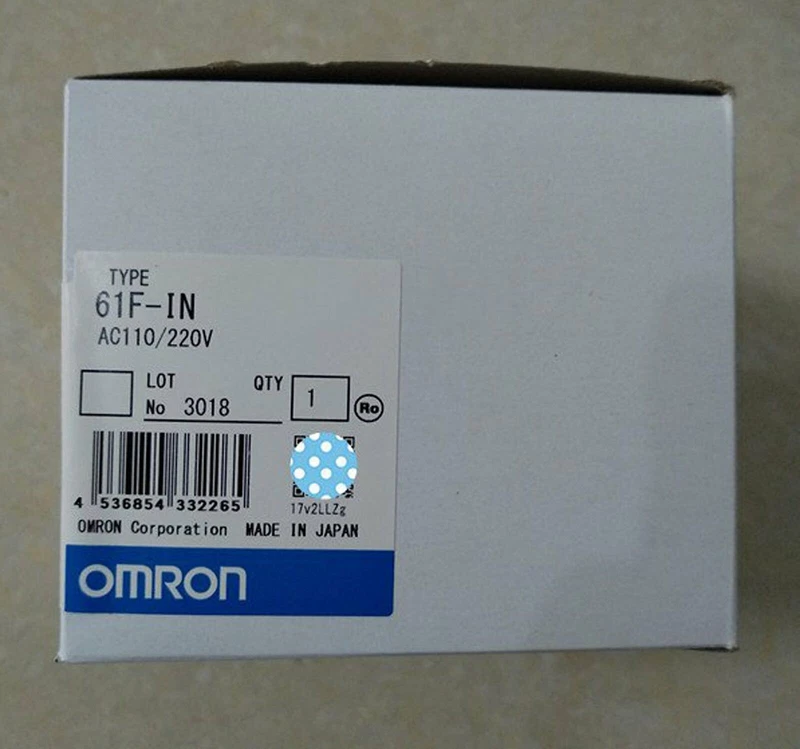 TYPE
61F-IN
AC110/220V
LOT
QTY
No 3018
1
Ro
4 536854 332265
17v2LLZg
OMRON Corporation MADE IN JAPAN
OMRON